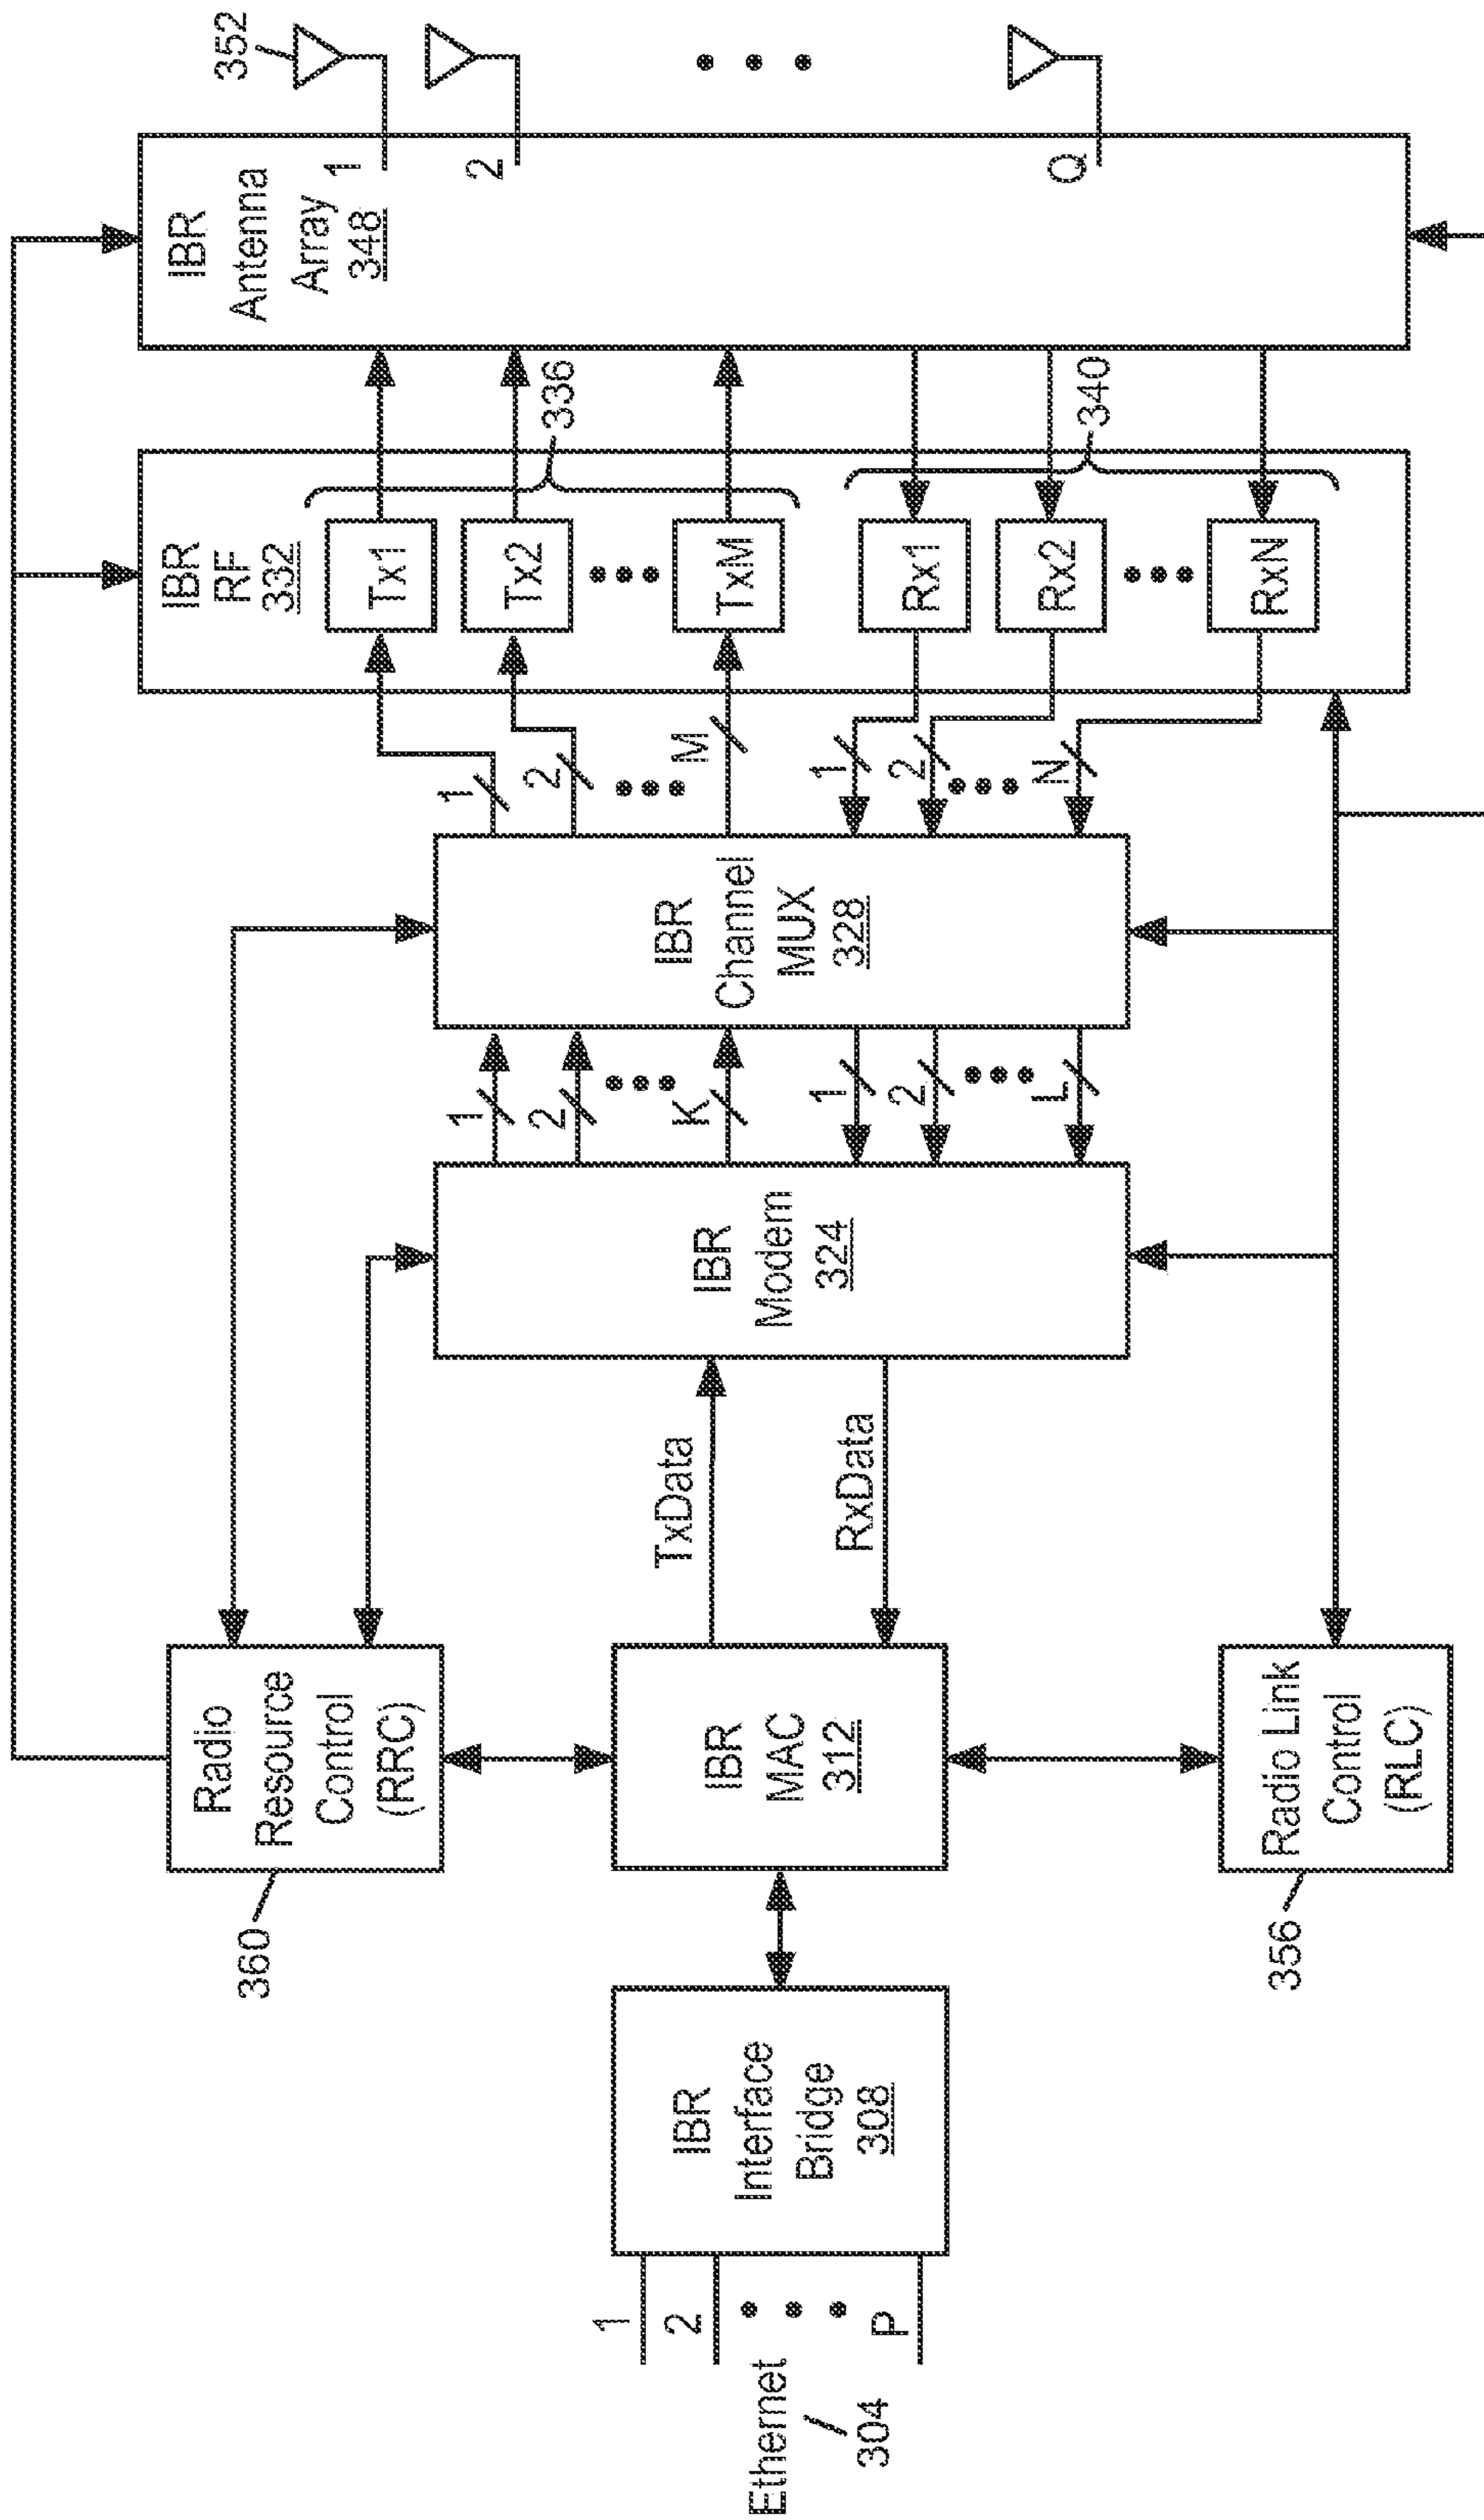 Ethernet
304
1
2
P
IBR
Interface
Bridge
308
360
Radio
Resource
Control
(RRC)
IBR
MAC
312
356
Radio Link
Control
(RLC)
TxData
RxData
IBR
Modem
324
1
2
K
1
2
L
IBR
Channel
MUX
328
1
2
M
1
2
N
IBR
RF
332
Tx1
Tx2
TxM
Rx1
Rx2
RxN
336
340
IBR
Antenna
Array
348
1
2
Q
352